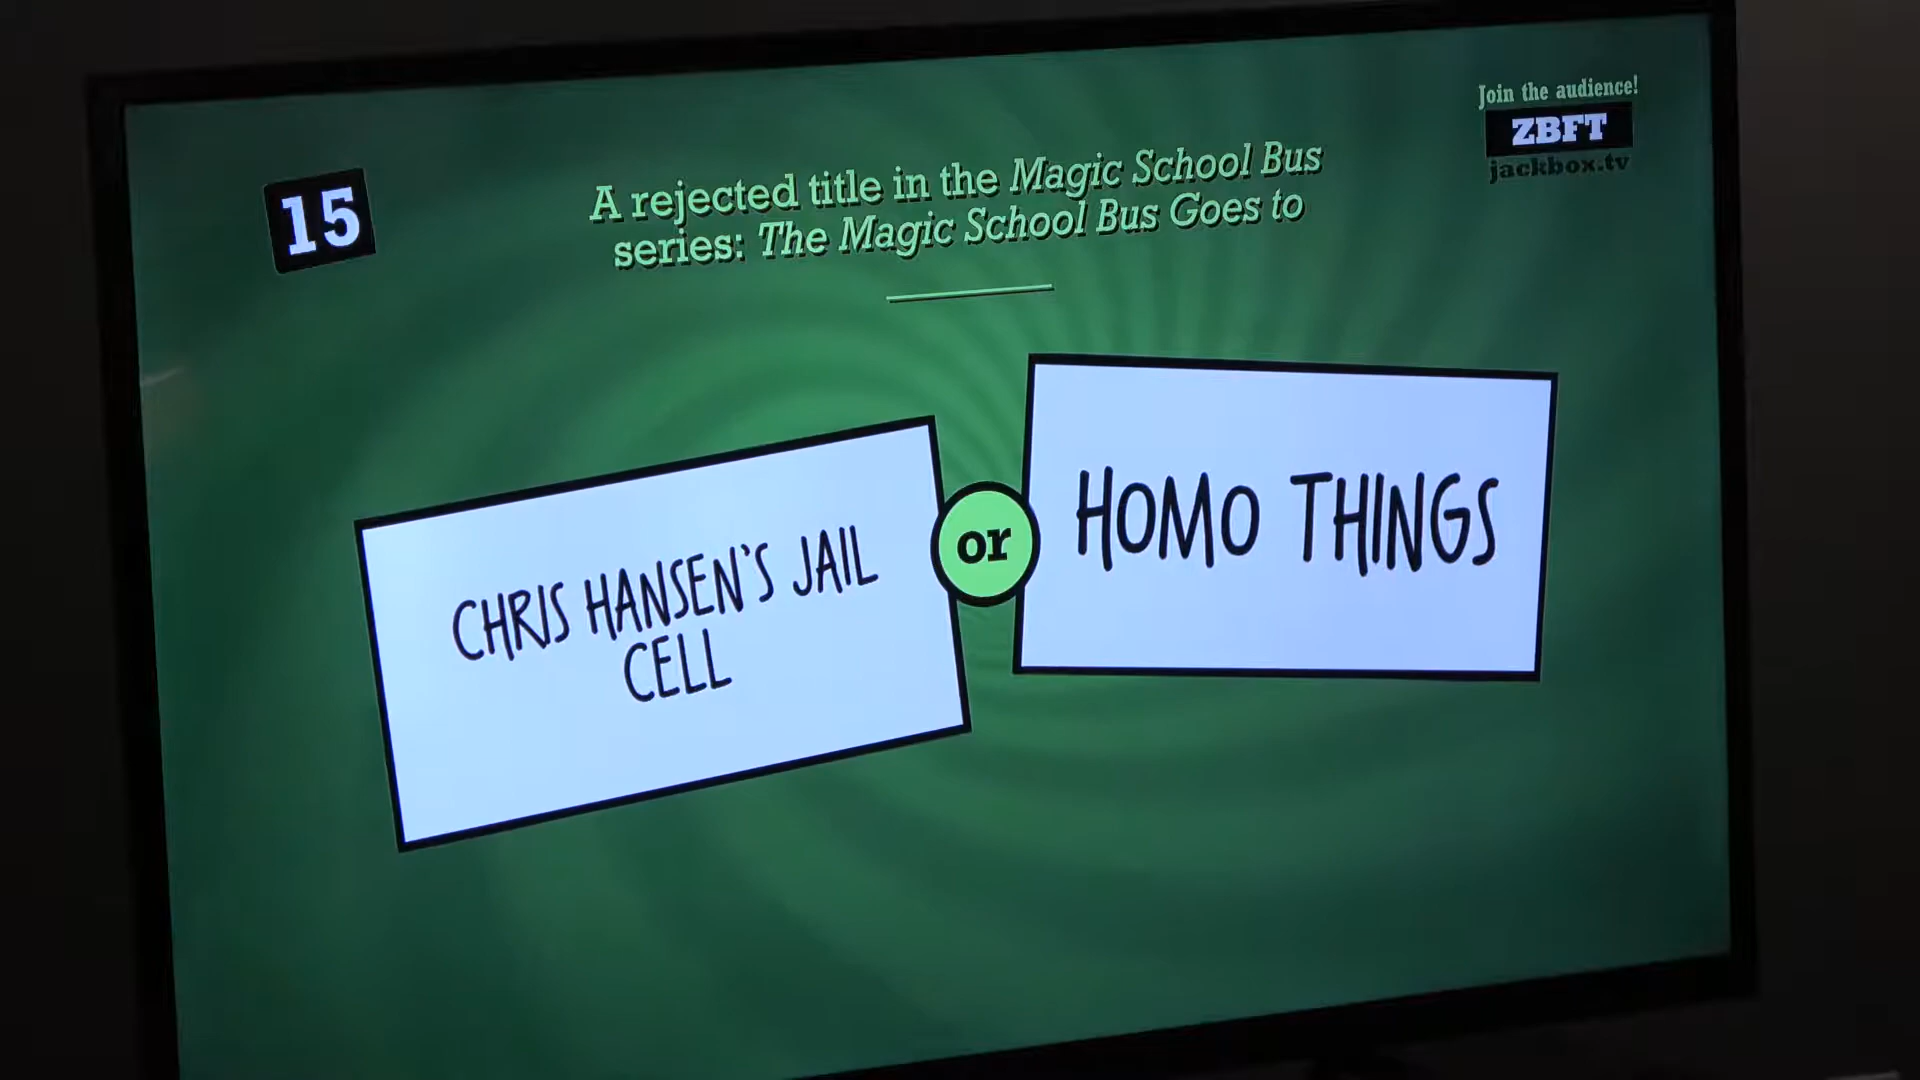 Join the audience!
ZBFT
jackbox.tv
15
A rejected title in the Magic School Bus
series: The Magic School Bus Goes to
CHRIS HANSEN'S JAIL
CELL
or
HOMO THINGS